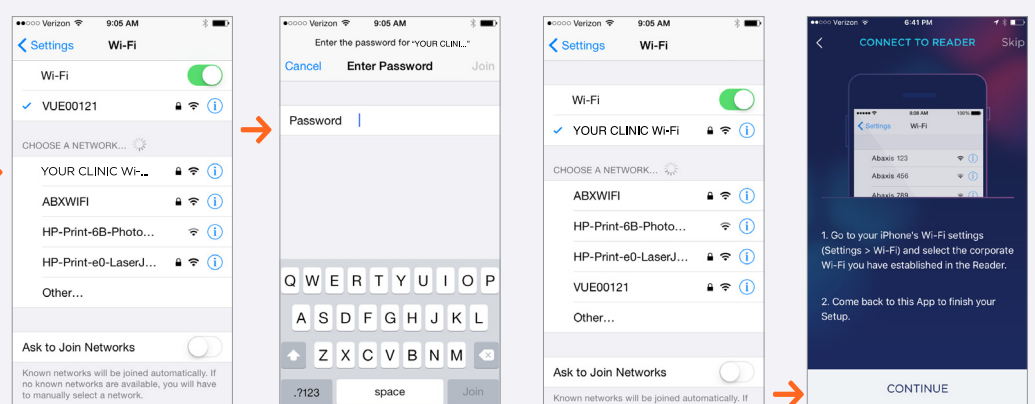 ●●○○○ Verizon 9:05 AM
Settings Wi-Fi
Wi-Fi
VUE00121
CHOOSE A NETWORK...
YOUR CLINIC Wi-...
ABXWIFI
HP-Print-6B-Photo...
HP-Print-e0-LaserJ...
Other...
Ask to Join Networks
Known networks will be joined automatically. If
no known networks are available, you will have
to manually select a network.
●○○○○ Verizon 9:05 AM
Enter the password for "YOUR CLINI..."
Cancel Enter Password Join
Password
Q W E R T Y U I O P
A S D F G H J K L
Z X C V B N M
.?123 space Join
●●○○○ Verizon 9:05 AM
Settings Wi-Fi
Wi-Fi
YOUR CLINIC Wi-Fi
CHOOSE A NETWORK...
ABXWIFI
HP-Print-6B-Photo...
HP-Print-e0-LaserJ...
VUE00121
Other...
Ask to Join Networks
Known networks will be joined automatically. If
●●○○○ Verizon 6:41 PM
CONNECT TO READER Skip
8:08 AM 100%
Settings Wi-Fi
Abaxis 123
Abaxis 456
Abaxis 789
1. Go to your iPhone's Wi-Fi settings
(Settings > Wi-Fi) and select the corporate
Wi-Fi you have established in the Reader.
2. Come back to this App to finish your
Setup.
CONTINUE